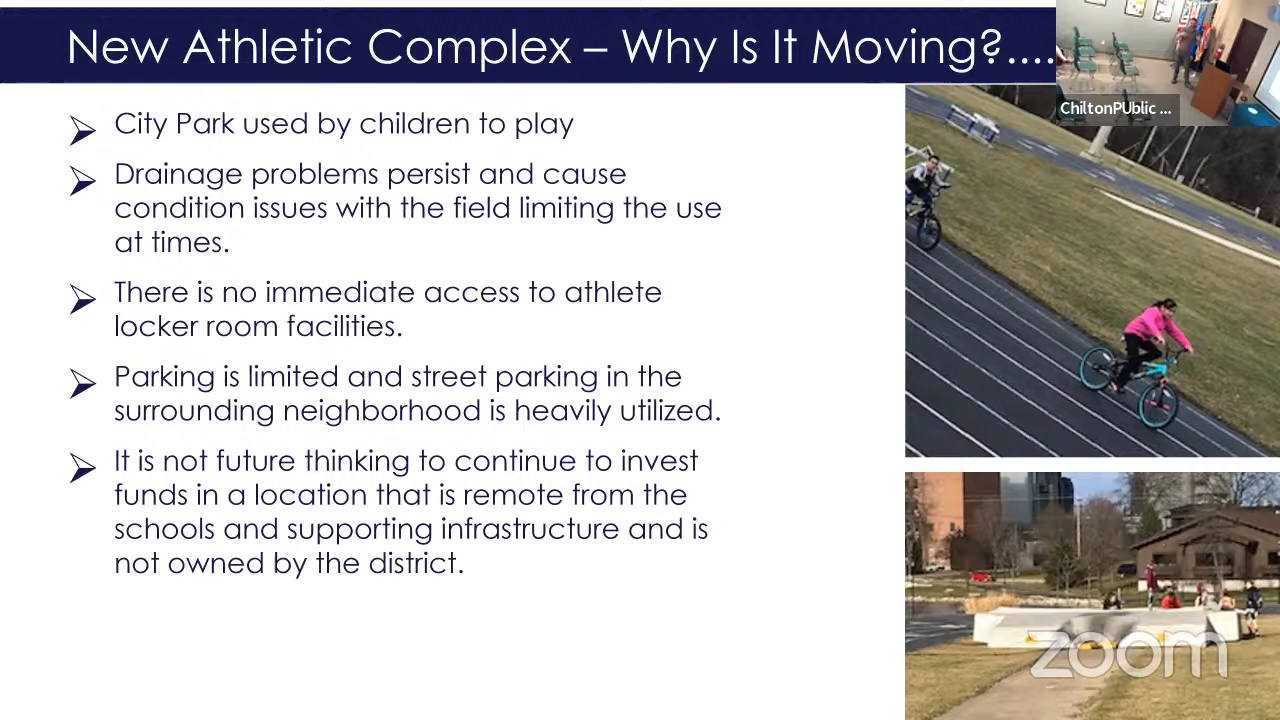 New Athletic Complex – Why Is It Moving?....
ChiltonPUblic ...
City Park used by children to play
Drainage problems persist and cause
condition issues with the field limiting the use
at times.
There is no immediate access to athlete
locker room facilities.
Parking is limited and street parking in the
surrounding neighborhood is heavily utilized.
It is not future thinking to continue to invest
funds in a location that is remote from the
schools and supporting infrastructure and is
not owned by the district.
zoom